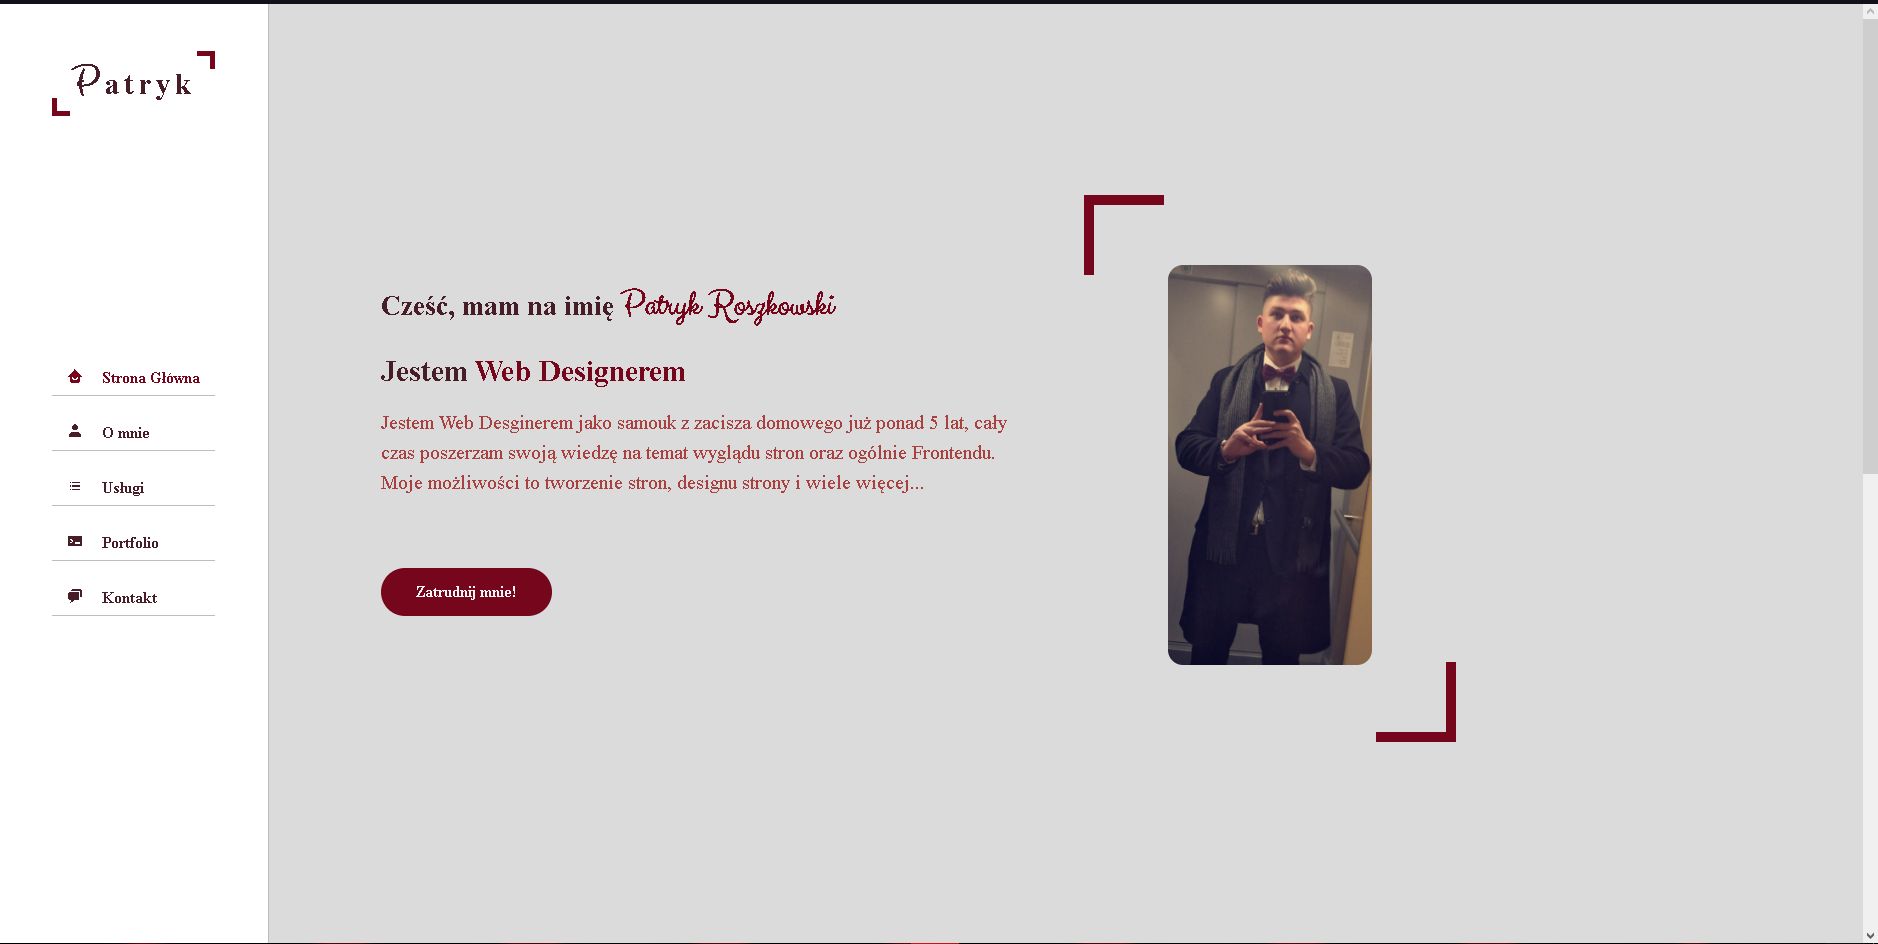 Patryk
Strona Główna
O mnie
Usługi
Portfolio
Kontakt
Cześć, mam na imię Patryk Roszkowski
Jestem Web Designerem
Jestem Web Desginerem jako samouk z zacisza domowego już ponad 5 lat, cały
czas poszerzam swoją wiedzę na temat wyglądu stron oraz ogólnie Frontendu.
Moje możliwości to tworzenie stron, designu strony i wiele więcej...
Zatrudnij mnie!